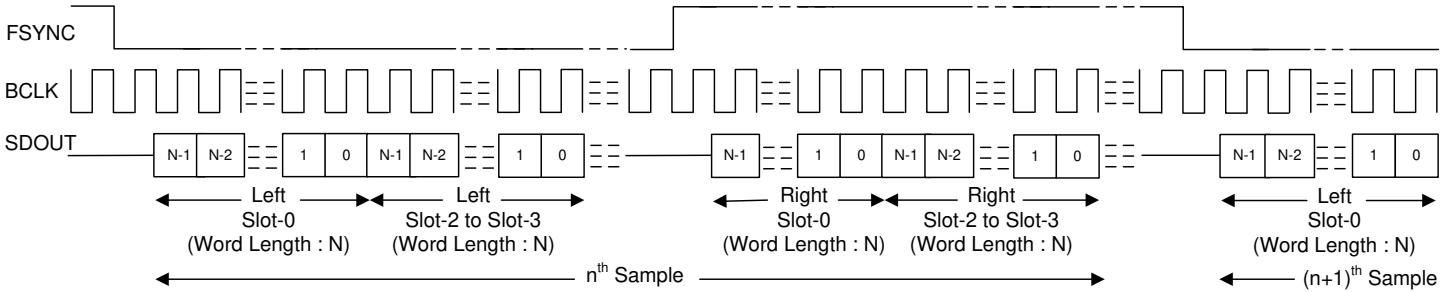 FSYNC
BCLK
SDOUT
N-1 N-2 1 0 N-1 N-2 1 0 N-1 1 0 N-1 N-2 1 0 N-1 N-2 1 0
Left Left Right Right Left
Slot-0 Slot-2 to Slot-3 Slot-0 Slot-2 to Slot-3 Slot-0
(Word Length : N) (Word Length : N) (Word Length : N) (Word Length : N) (Word Length : N)
nth Sample (n+1)th Sample